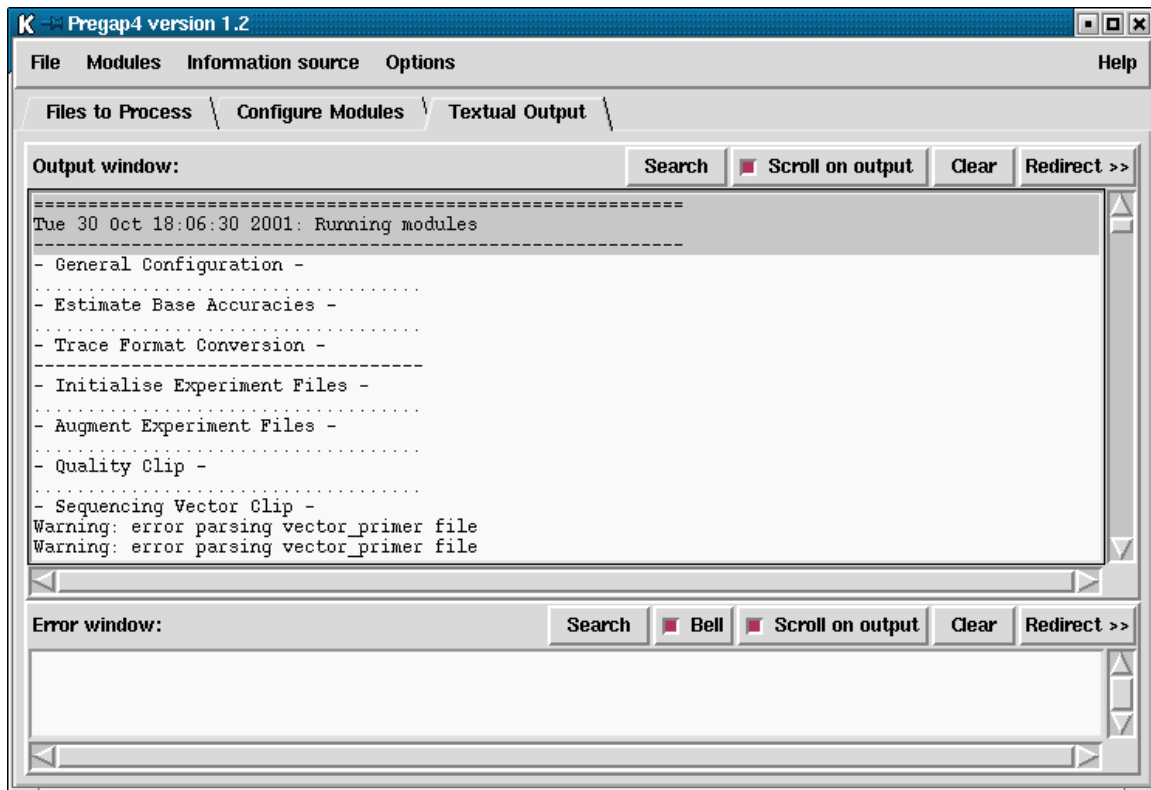 Pregap4 version 1.2
File Modules Information source Options Help
Files to Process Configure Modules Textual Output
Output window: Search Scroll on output Clear Redirect >>
============================================================
Tue 30 Oct 18:06:30 2001: Running modules
------------------------------------------------------------
- General Configuration -
....................................
- Estimate Base Accuracies -
....................................
- Trace Format Conversion -
------------------------------------
- Initialise Experiment Files -
....................................
- Augment Experiment Files -
....................................
- Quality Clip -
....................................
- Sequencing Vector Clip -
Warning: error parsing vector_primer file
Warning: error parsing vector_primer file
Error window: Search Bell Scroll on output Clear Redirect >>